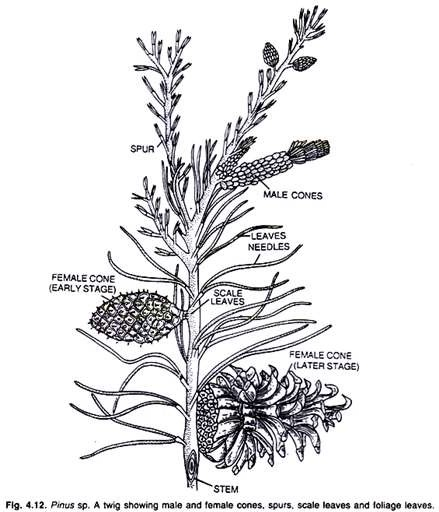 SPUR
MALE CONES
LEAVES
NEEDLES
FEMALE CONE
(EARLY STAGE)
SCALE
LEAVES
FEMALE CONE
(LATER STAGE)
STEM
Fig. 4.12. Pinus sp. A twig showing male and female cones, spurs, scale leaves and foliage leaves.